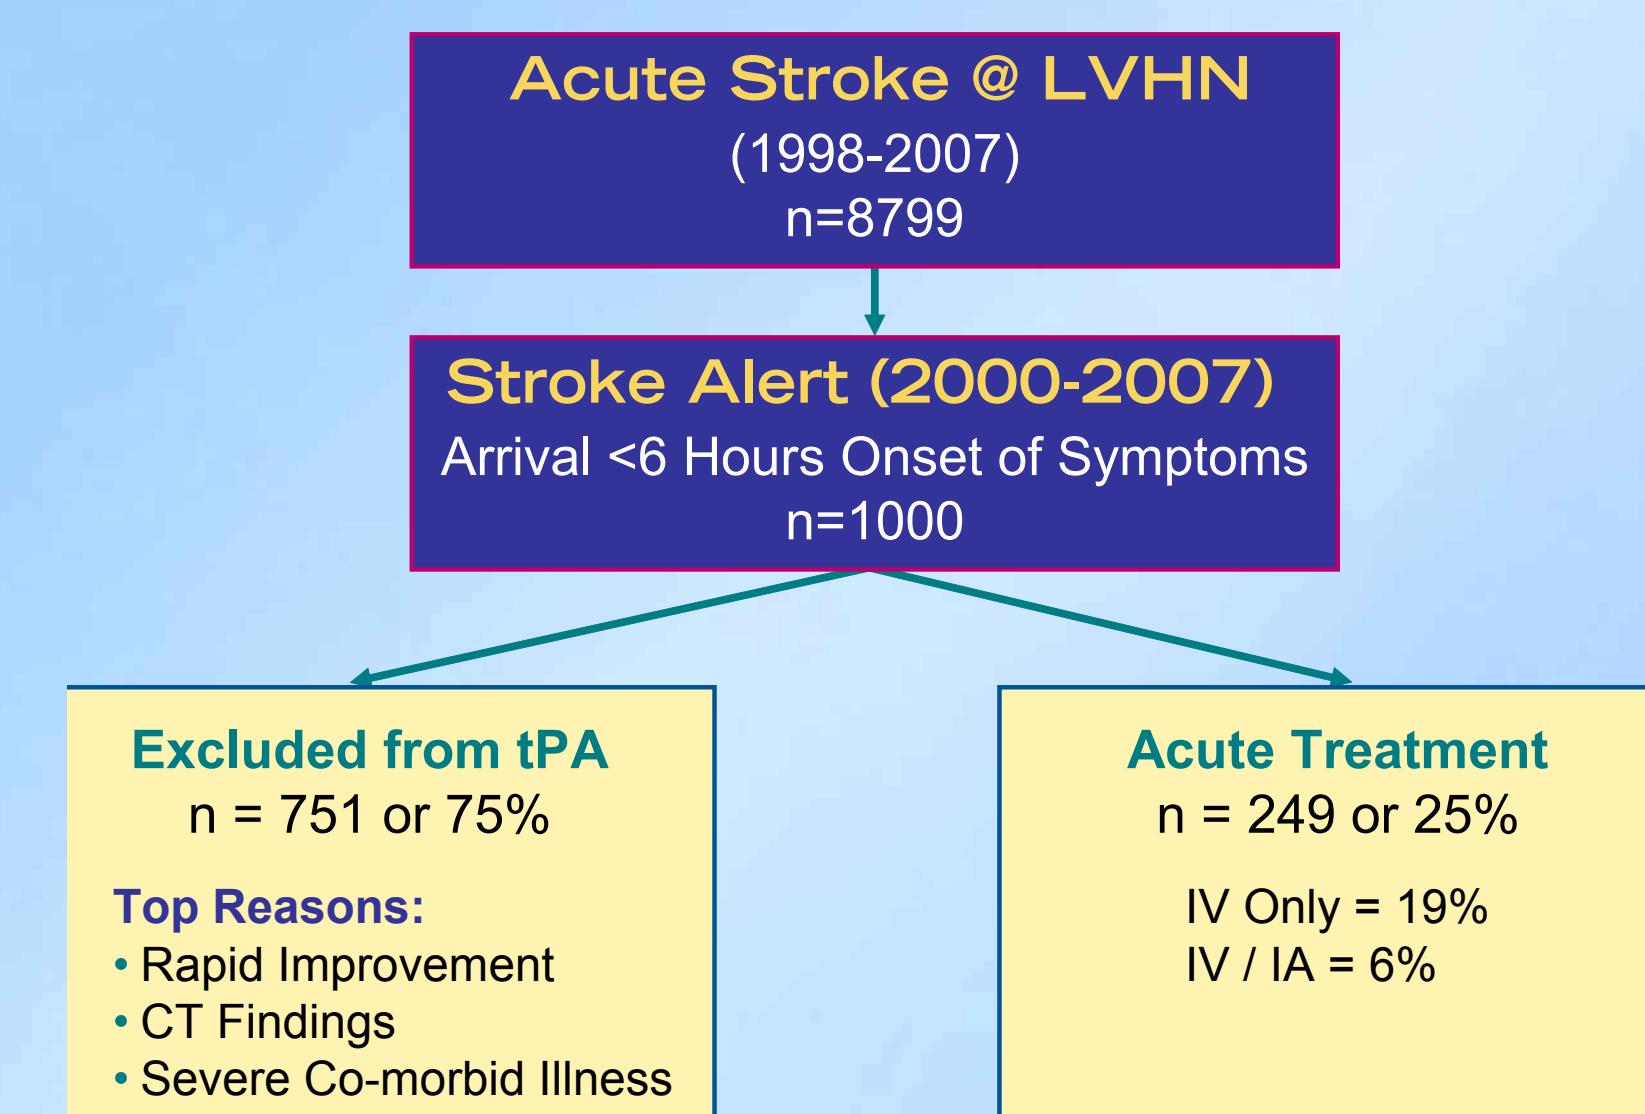 Acute Stroke @ LVHN
(1998-2007)
n=8799
Stroke Alert (2000-2007)
Arrival <6 Hours Onset of Symptoms
n=1000
Excluded from tPA
n = 751 or 75%
Top Reasons:
• Rapid Improvement
• CT Findings
• Severe Co-morbid Illness
Acute Treatment
n = 249 or 25%
IV Only = 19%
IV / IA = 6%